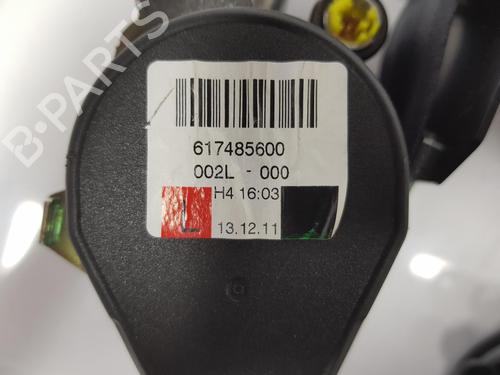 B-PARTS
617485600
002L - 000
H4 16:03
L 13.12.11